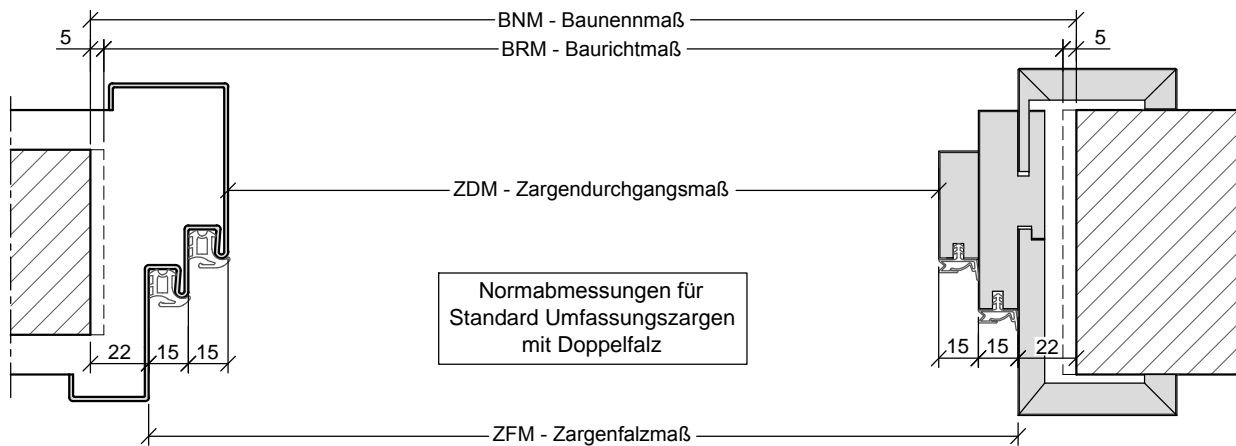 BNM - Baunennmaß
5
BRM - Baurichtmaß
5
ZDM - Zargendurchgangsmaß
Normabmessungen für
Standard Umfassungszargen
mit Doppelfalz
22 15 15
15 15 22
ZFM - Zargenfalzmaß